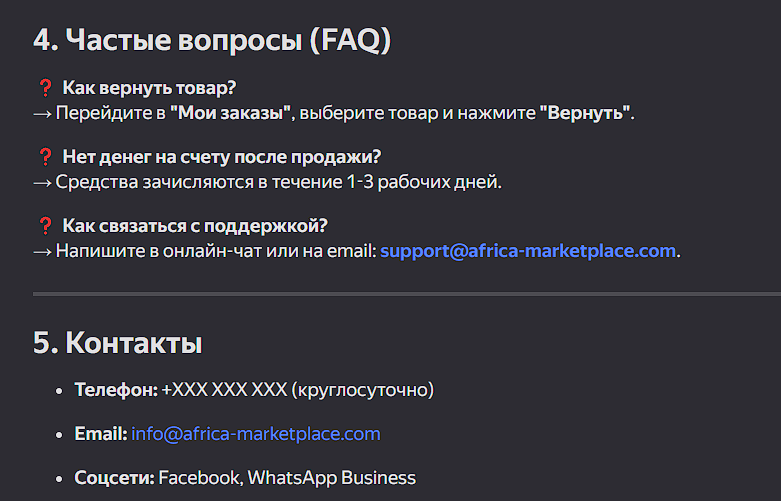 4. Частые вопросы (FAQ)
❓ Как вернуть товар?
→ Перейдите в "Мои заказы", выберите товар и нажмите "Вернуть".
❓ Нет денег на счету после продажи?
→ Средства зачисляются в течение 1-3 рабочих дней.
❓ Как связаться с поддержкой?
→ Напишите в онлайн-чат или на email: support@africa-marketplace.com.
5. Контакты
• Телефон: +XXX XXX XXX (круглосуточно)
• Email: info@africa-marketplace.com
• Соцсети: Facebook, WhatsApp Business